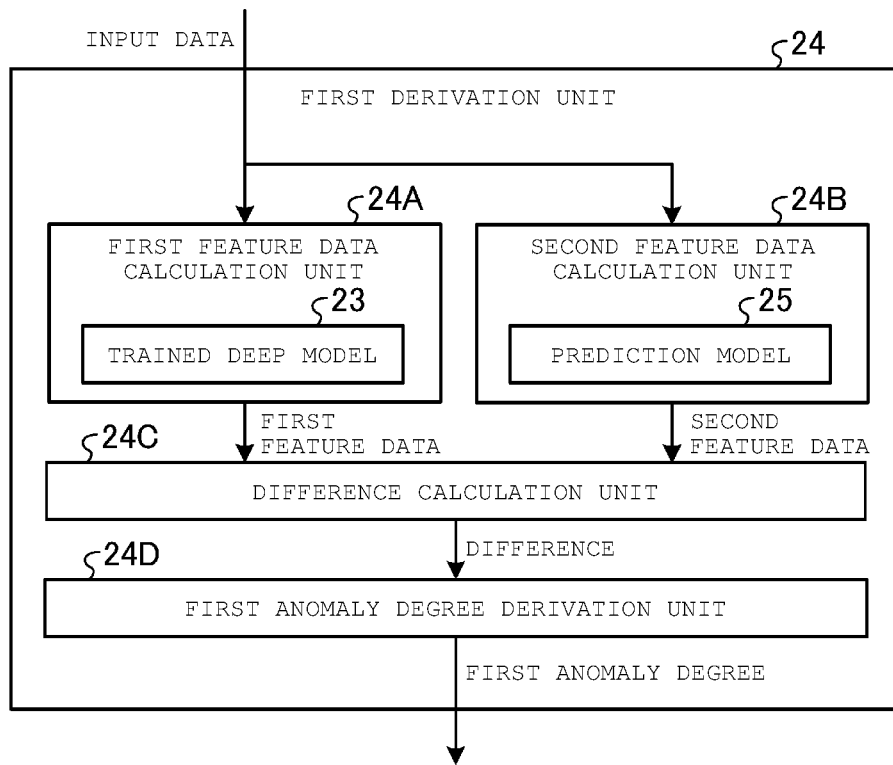 INPUT DATA
24
FIRST DERIVATION UNIT
24A
24B
FIRST FEATURE DATA
CALCULATION UNIT
SECOND FEATURE DATA
CALCULATION UNIT
23
25
TRAINED DEEP MODEL
PREDICTION MODEL
FIRST
FEATURE DATA
SECOND
FEATURE DATA
24C
DIFFERENCE CALCULATION UNIT
DIFFERENCE
24D
FIRST ANOMALY DEGREE DERIVATION UNIT
FIRST ANOMALY DEGREE